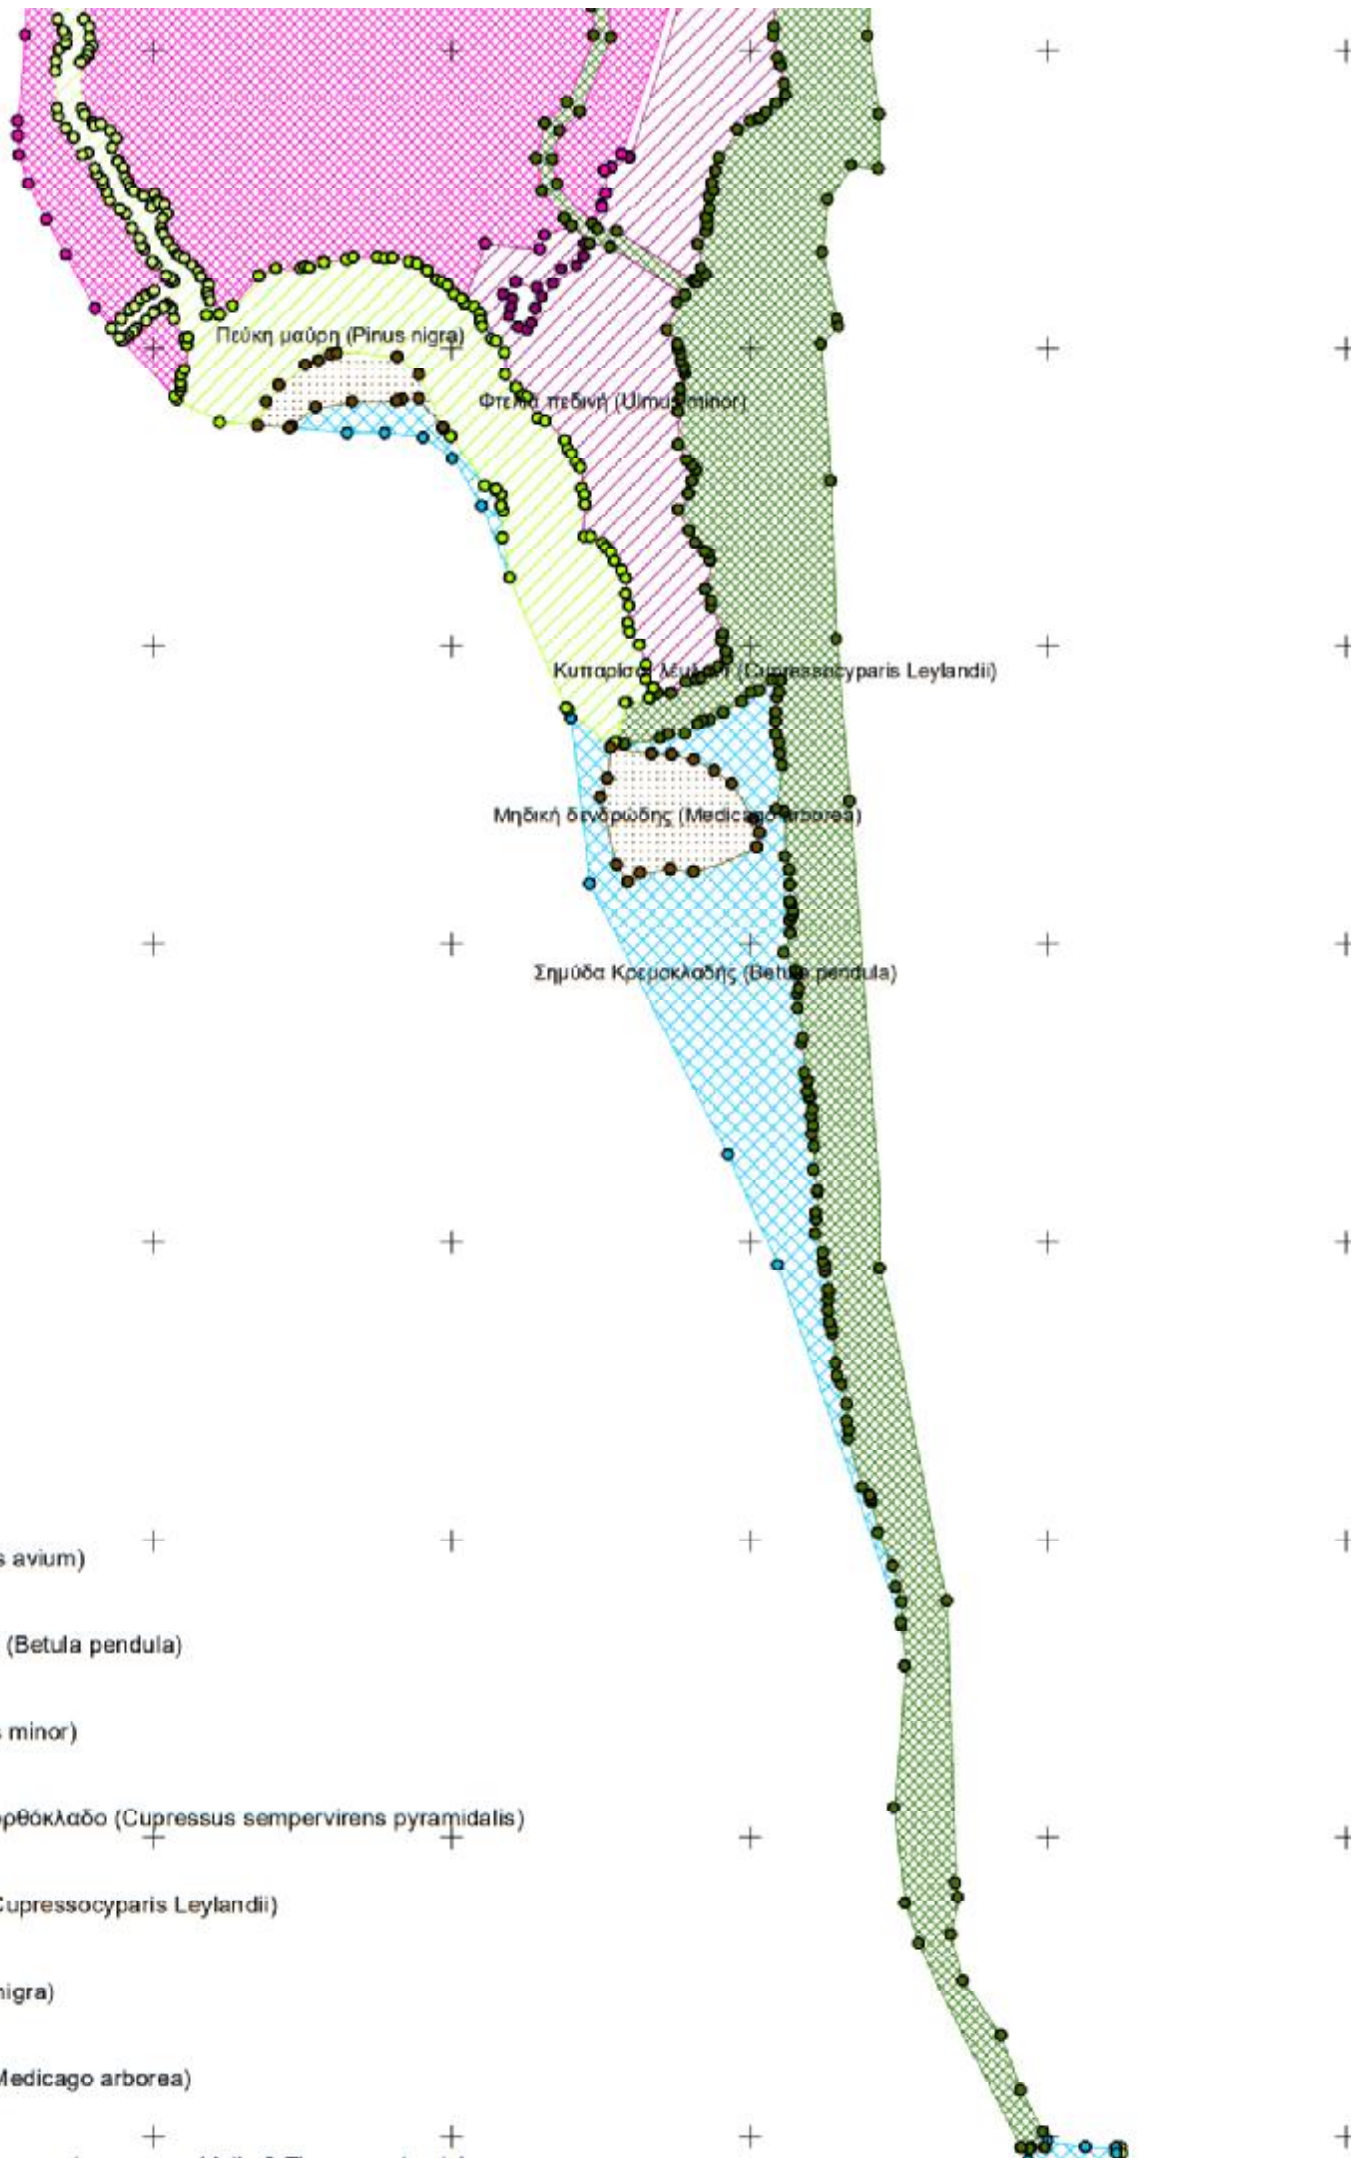 Πεύκη μαύρη (Pinus nigra)
Φτελιά πεδινή (Ulmus minor)
Κυπαρίσσι λέυλαντ (Cupressocyparis Leylandii)
Μηδική δενδρώδης (Medicago arborea)
Σημύδα Κρεμοκλαδής (Betula pendula)
s avium)
(Betula pendula)
s minor)
ορθόκλαδο (Cupressus sempervirens pyramidalis)
Cupressocyparis Leylandii)
nigra)
Medicago arborea)